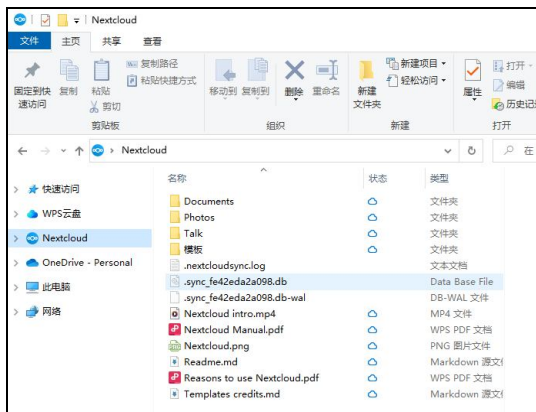 Nextcloud
文件 主页 共享 查看
固定到快速访问
复制
粘贴
复制路径
粘贴快捷方式
剪切
移动到 复制到 删除 重命名
新建文件夹
新建项目
轻松访问
属性
打开
编辑
历史记
剪贴板 组织 新建 打开
Nextcloud 在
快速访问
WPS云盘
Nextcloud
OneDrive - Personal
此电脑
网络
名称 状态 类型
Documents 文件夹
Photos 文件夹
Talk 文件夹
模板 文件夹
.nextcloudsync.log 文本文档
.sync_fe42eda2a098.db Data Base File
.sync_fe42eda2a098.db-wal DB-WAL 文件
Nextcloud intro.mp4 MP4 文件
Nextcloud Manual.pdf WPS PDF 文档
Nextcloud.png PNG 图片文件
Readme.md Markdown 源文
Reasons to use Nextcloud.pdf WPS PDF 文档
Templates credits.md Markdown 源文